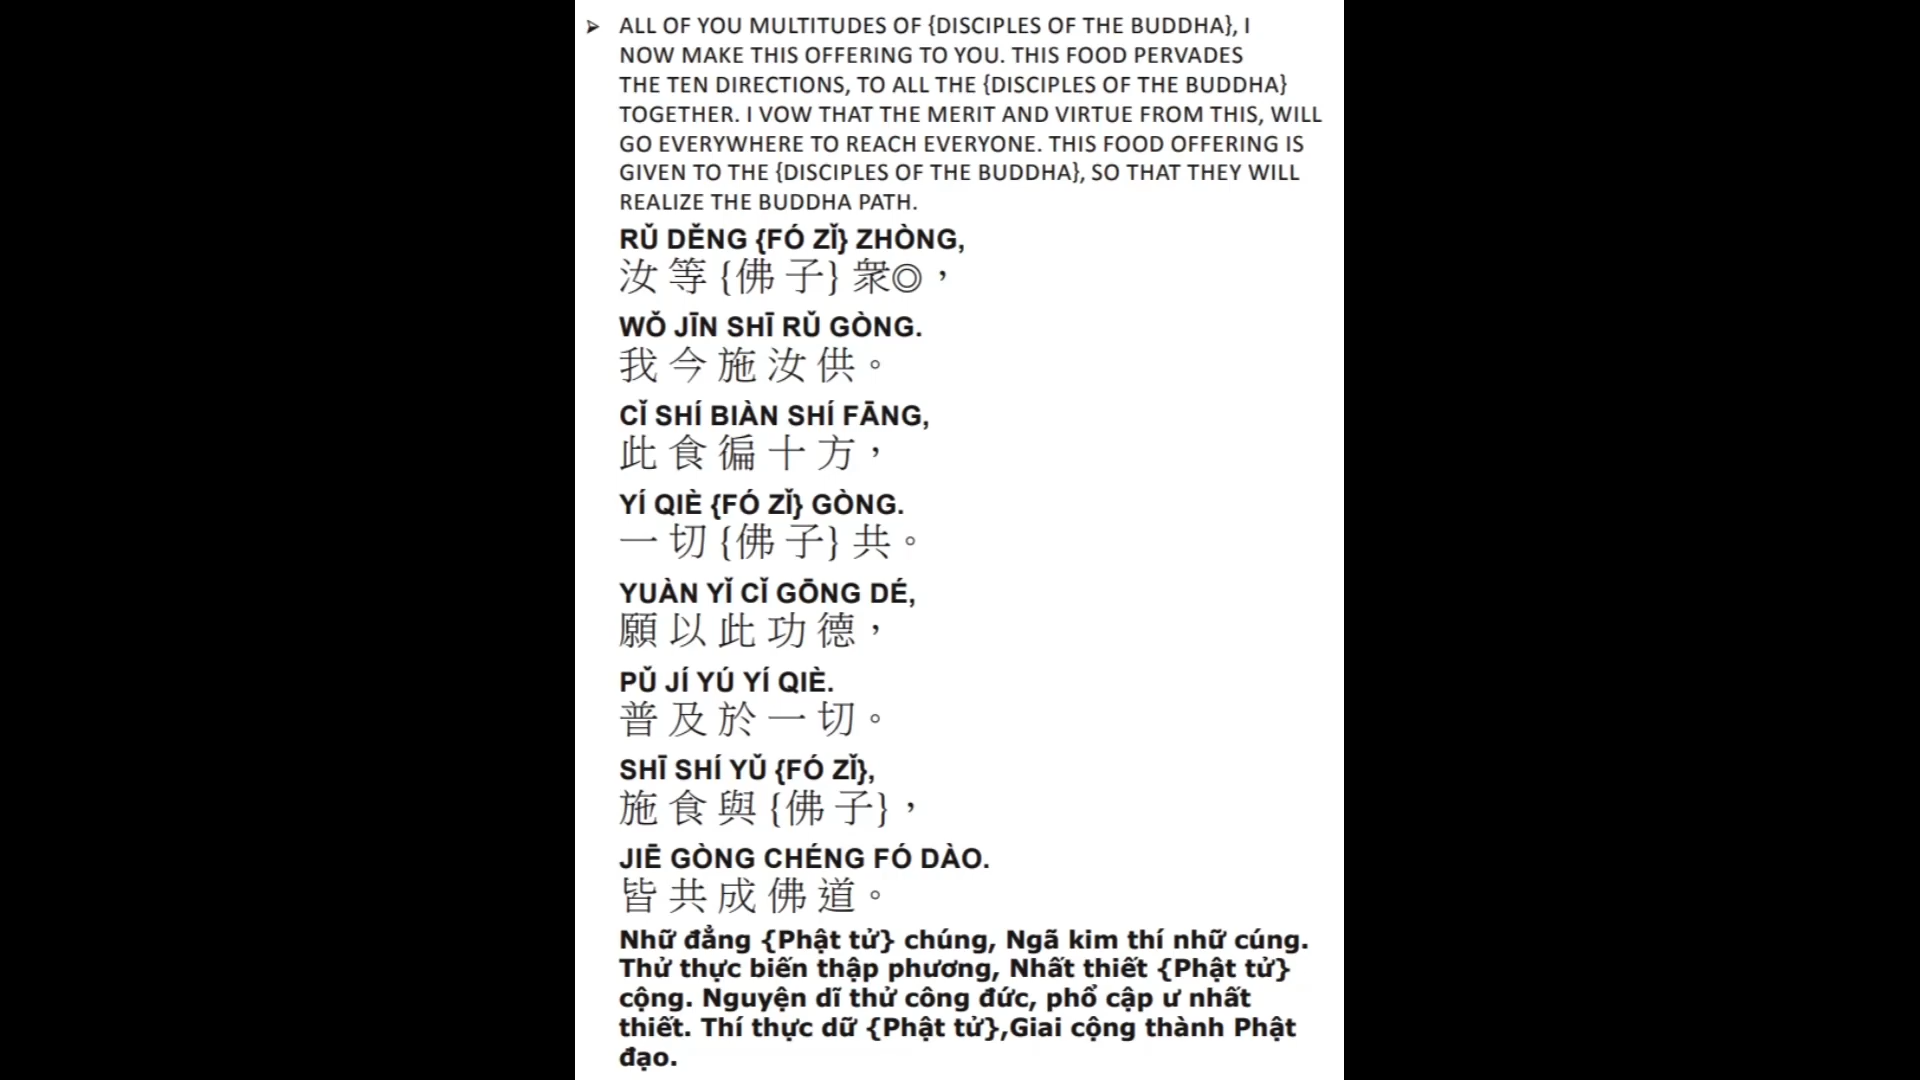 ➢ ALL OF YOU MULTITUDES OF {DISCIPLES OF THE BUDDHA}, I
NOW MAKE THIS OFFERING TO YOU. THIS FOOD PERVADES
THE TEN DIRECTIONS, TO ALL THE {DISCIPLES OF THE BUDDHA}
TOGETHER. I VOW THAT THE MERIT AND VIRTUE FROM THIS, WILL
GO EVERYWHERE TO REACH EVERYONE. THIS FOOD OFFERING IS
GIVEN TO THE {DISCIPLES OF THE BUDDHA}, SO THAT THEY WILL
REALIZE THE BUDDHA PATH.
RǓ DĚNG {FÓ ZǏ} ZHÒNG,
汝 等 {佛 子} 衆◎，
WǑ JĪN SHĪ RǓ GÒNG.
我 今 施 汝 供。
CǏ SHÍ BIÀN SHÍ FĀNG,
此 食 徧 十 方，
YÍ QIÈ {FÓ ZǏ} GÒNG.
一 切 {佛 子} 共。
YUÀN YǏ CǏ GŌNG DÉ,
願 以 此 功 德，
PǓ JÍ YÚ YÍ QIÈ.
普 及 於 一 切。
SHĪ SHÍ YǓ {FÓ ZǏ},
施 食 與 {佛 子}，
JIĒ GÒNG CHÉNG FÓ DÀO.
皆 共 成 佛 道。
Nhữ đẳng {Phật tử} chúng, Ngã kim thí nhữ cúng.
Thử thực biến thập phương, Nhất thiết {Phật tử}
cộng. Nguyện dĩ thử công đức, phổ cập ư nhất
thiết. Thí thực dữ {Phật tử},Giai cộng thành Phật
đạo.